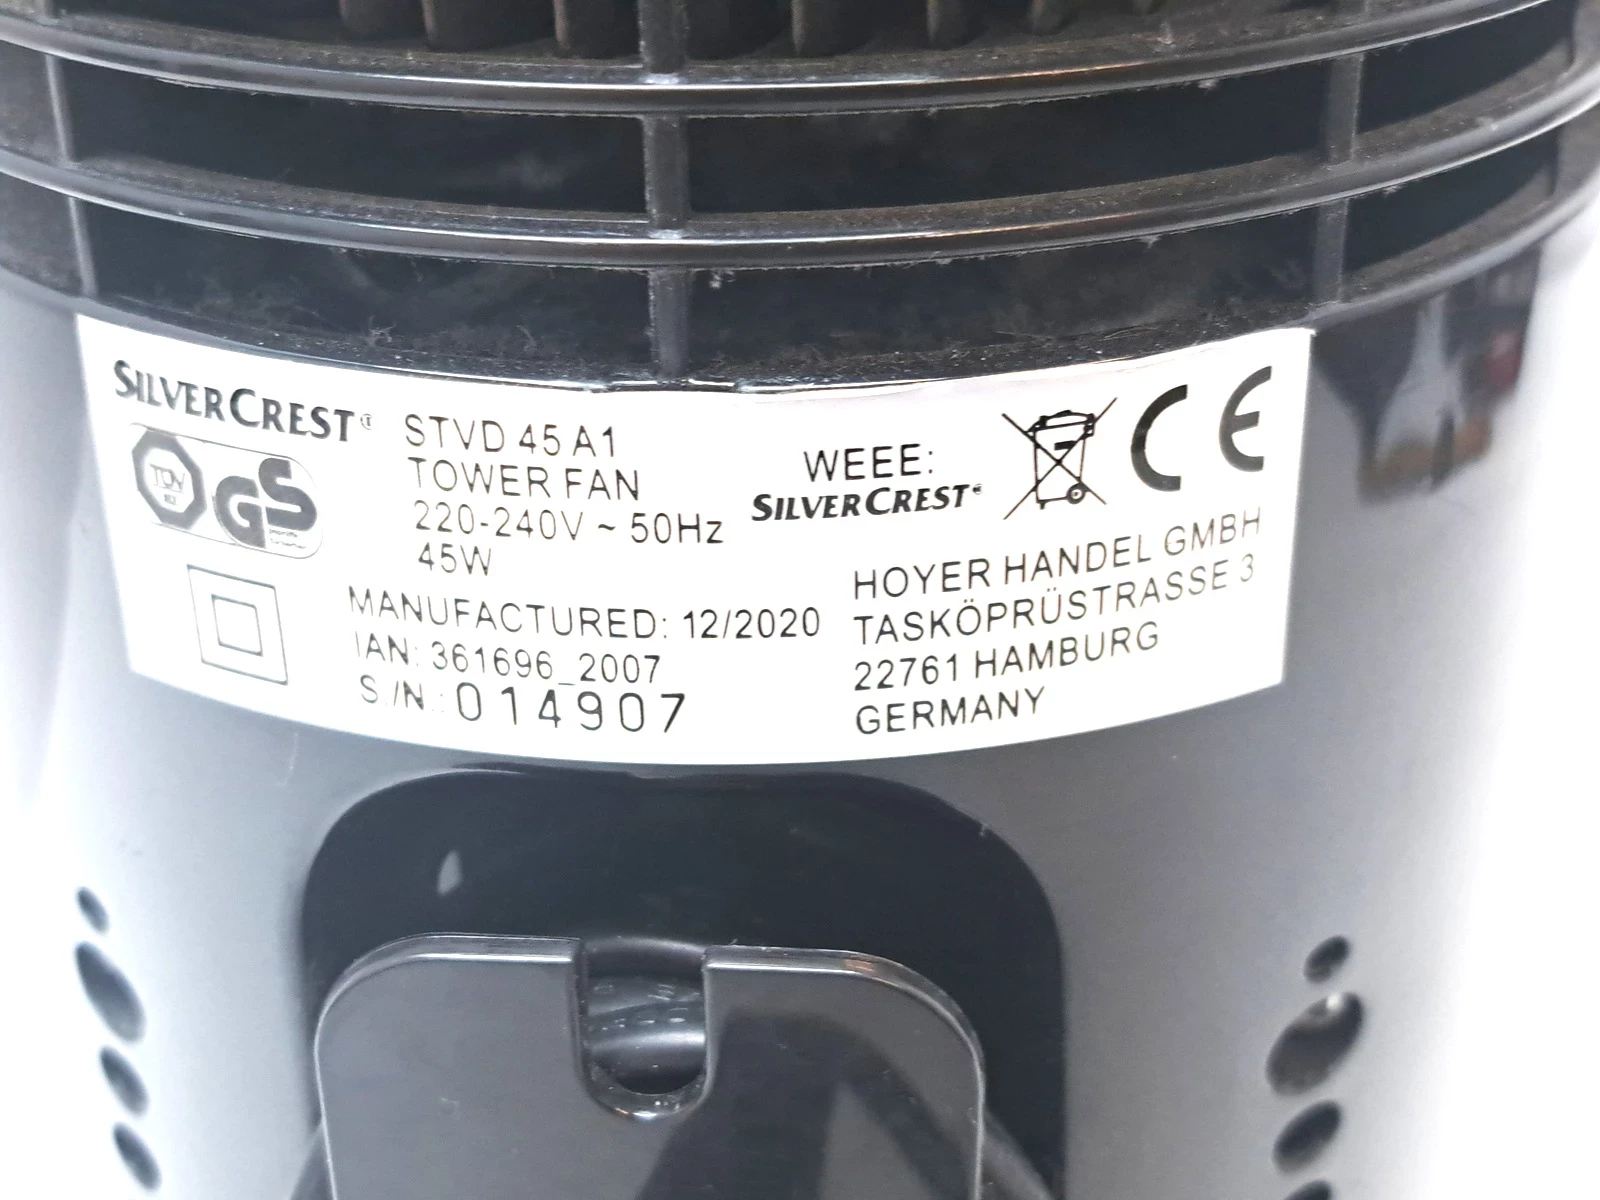 SILVERCREST®
STVD 45 A1
TOWER FAN
220-240V ~ 50Hz
45W
TÜV
GS
MANUFACTURED: 12/2020
IAN: 361696_2007
S./N.: 014907
WEEE:
SILVERCREST®
CE
HOYER HANDEL GMBH
TASKÖPRÜSTRASSE 3
22761 HAMBURG
GERMANY